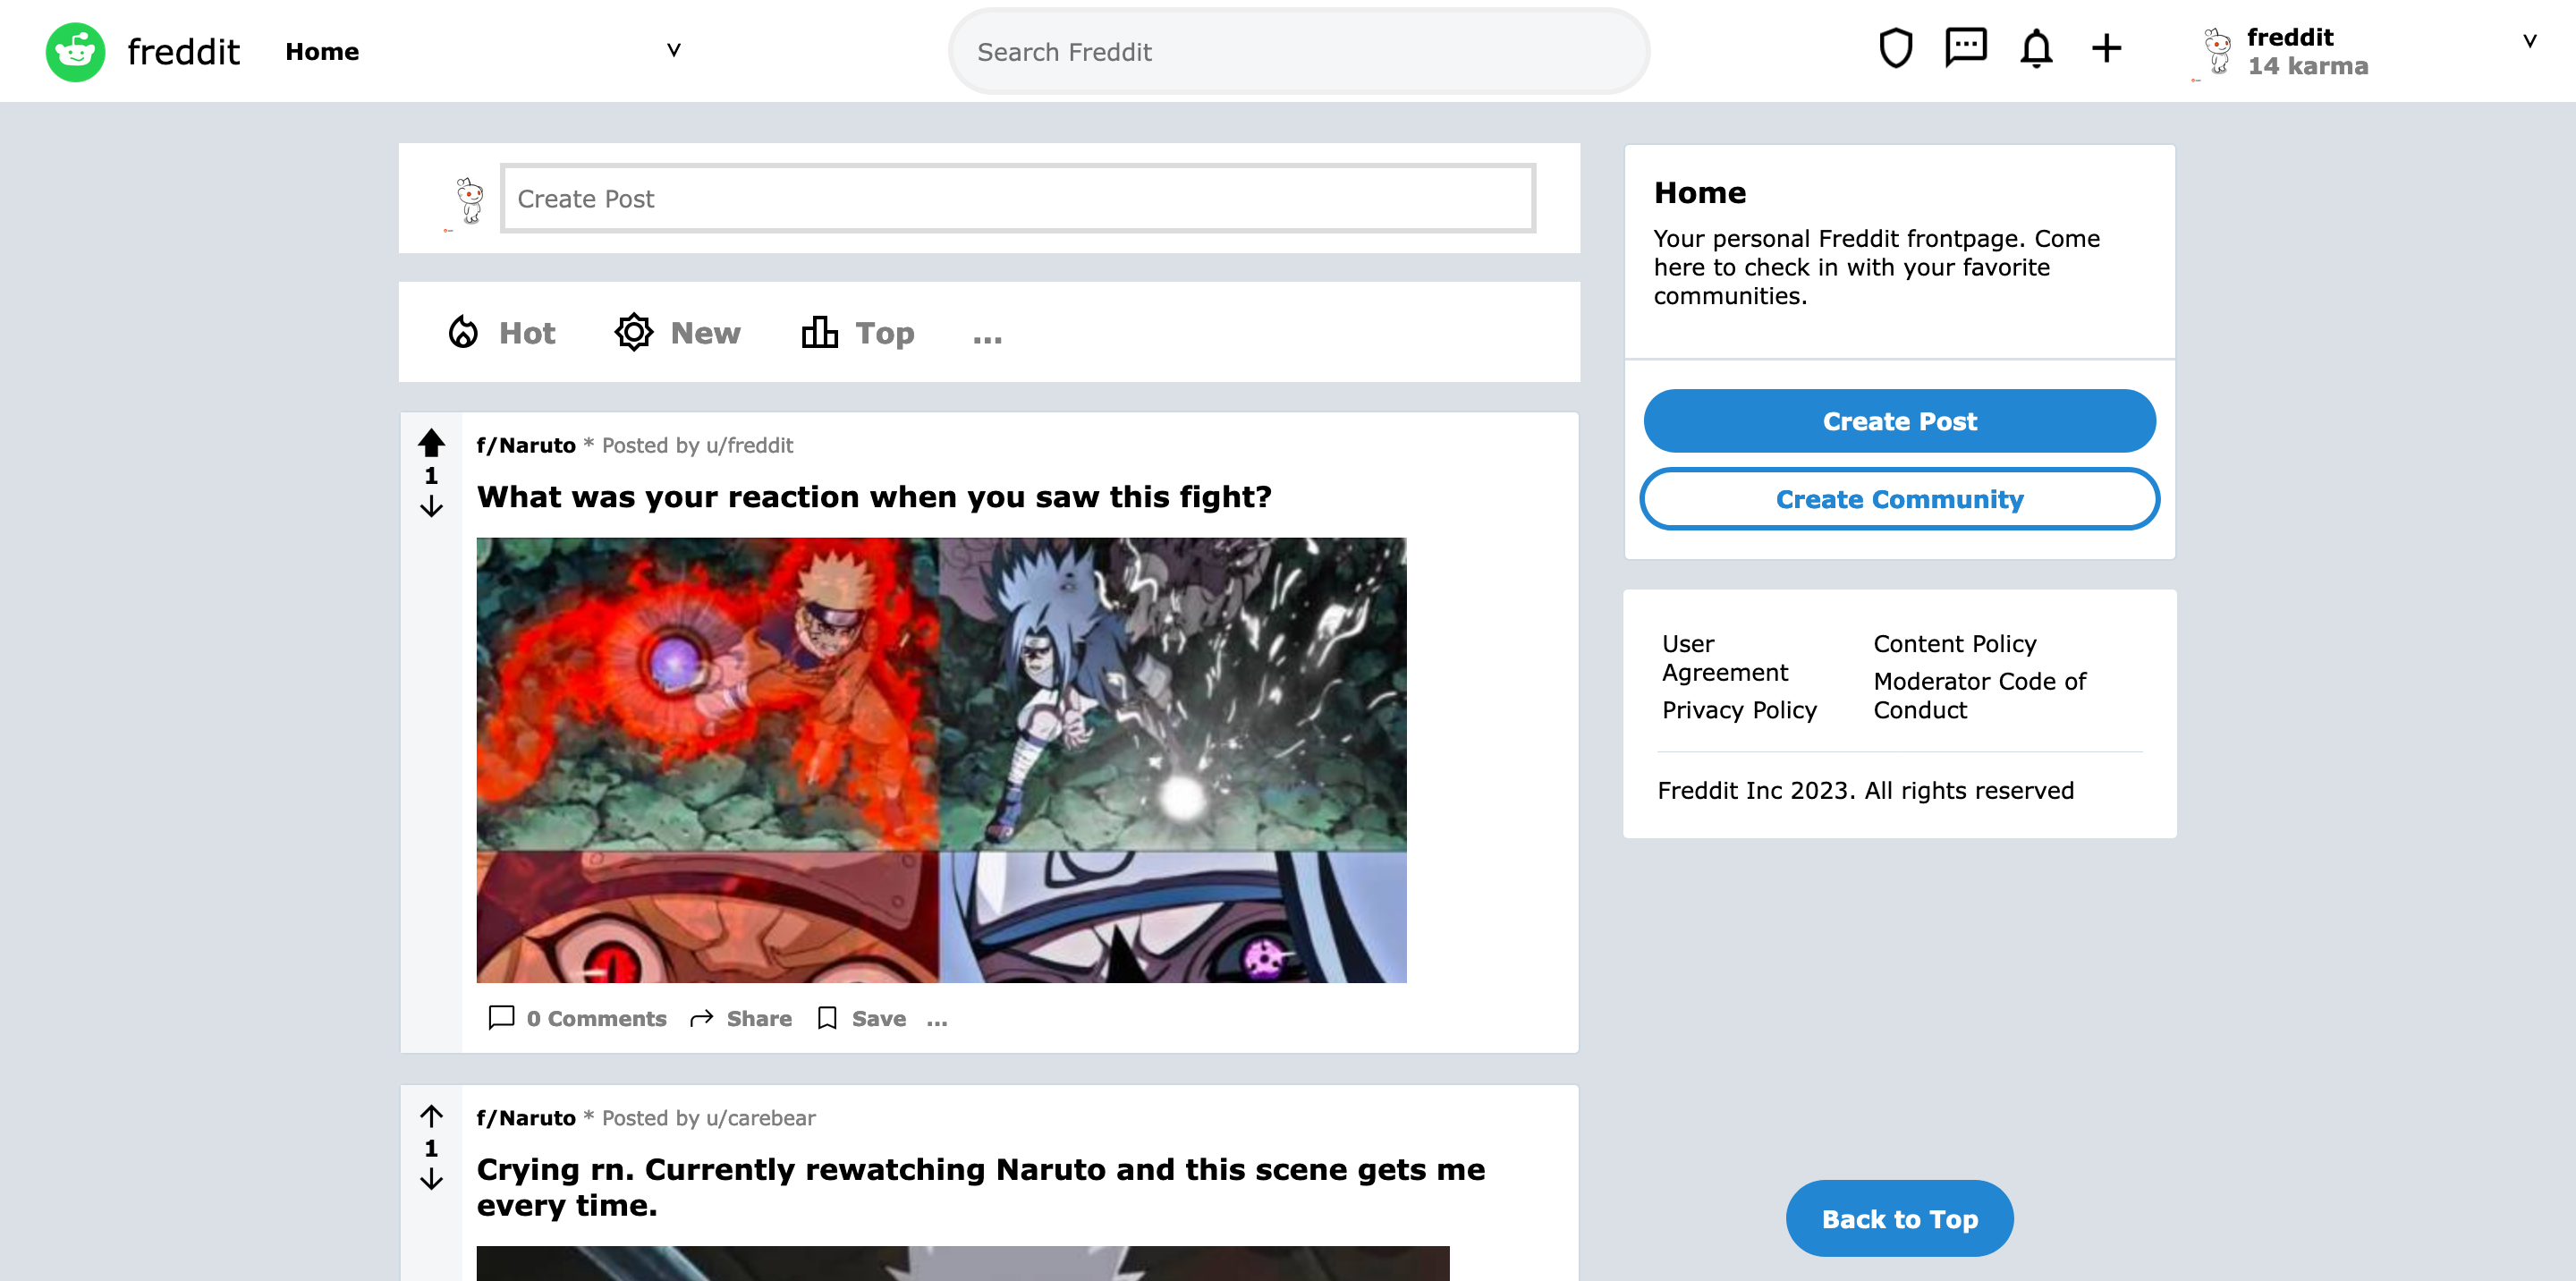 freddit
Home
v
Search Freddit
freddit
14 karma
v
Create Post
Hot
New
Top
...
f/Naruto * Posted by u/freddit
1
What was your reaction when you saw this fight?
0 Comments
Share
Save
...
f/Naruto * Posted by u/carebear
1
Crying rn. Currently rewatching Naruto and this scene gets me
every time.
Home
Your personal Freddit frontpage. Come
here to check in with your favorite
communities.
Create Post
Create Community
User
Agreement
Privacy Policy
Content Policy
Moderator Code of
Conduct
Freddit Inc 2023. All rights reserved
Back to Top